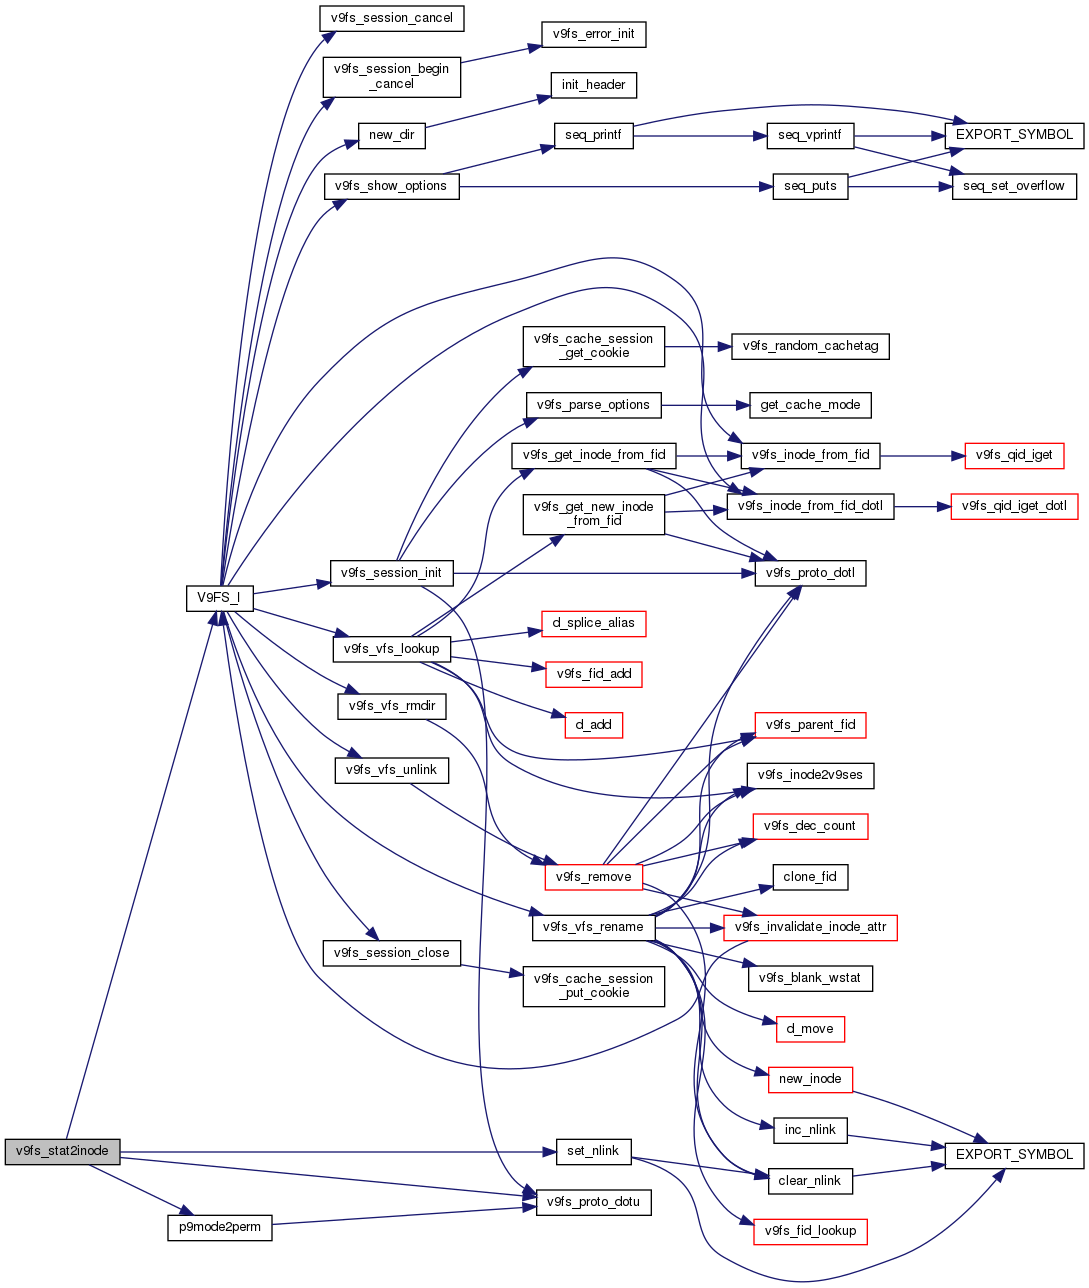 v9fs_session_cancel
v9fs_error_init
v9fs_session_begin
_cancel
init_header
new_dir
seq_printf
seq_vprintf
EXPORT_SYMBOL
v9fs_show_options
seq_puts
seq_set_overflow
v9fs_cache_session
_get_cookie
v9fs_random_cachetag
v9fs_parse_options
get_cache_mode
v9fs_get_inode_from_fid
v9fs_inode_from_fid
v9fs_qid_iget
v9fs_get_new_inode
_from_fid
v9fs_inode_from_fid_dotl
v9fs_qid_iget_dotl
v9fs_session_init
v9fs_proto_dotl
V9FS_I
d_splice_alias
v9fs_vfs_lookup
v9fs_fid_add
v9fs_vfs_rmdir
d_add
v9fs_parent_fid
v9fs_vfs_unlink
v9fs_inode2v9ses
v9fs_dec_count
v9fs_remove
clone_fid
v9fs_vfs_rename
v9fs_invalidate_inode_attr
v9fs_session_close
v9fs_cache_session
_put_cookie
v9fs_blank_wstat
d_move
new_inode
inc_nlink
v9fs_stat2inode
set_nlink
EXPORT_SYMBOL
clear_nlink
v9fs_proto_dotu
p9mode2perm
v9fs_fid_lookup